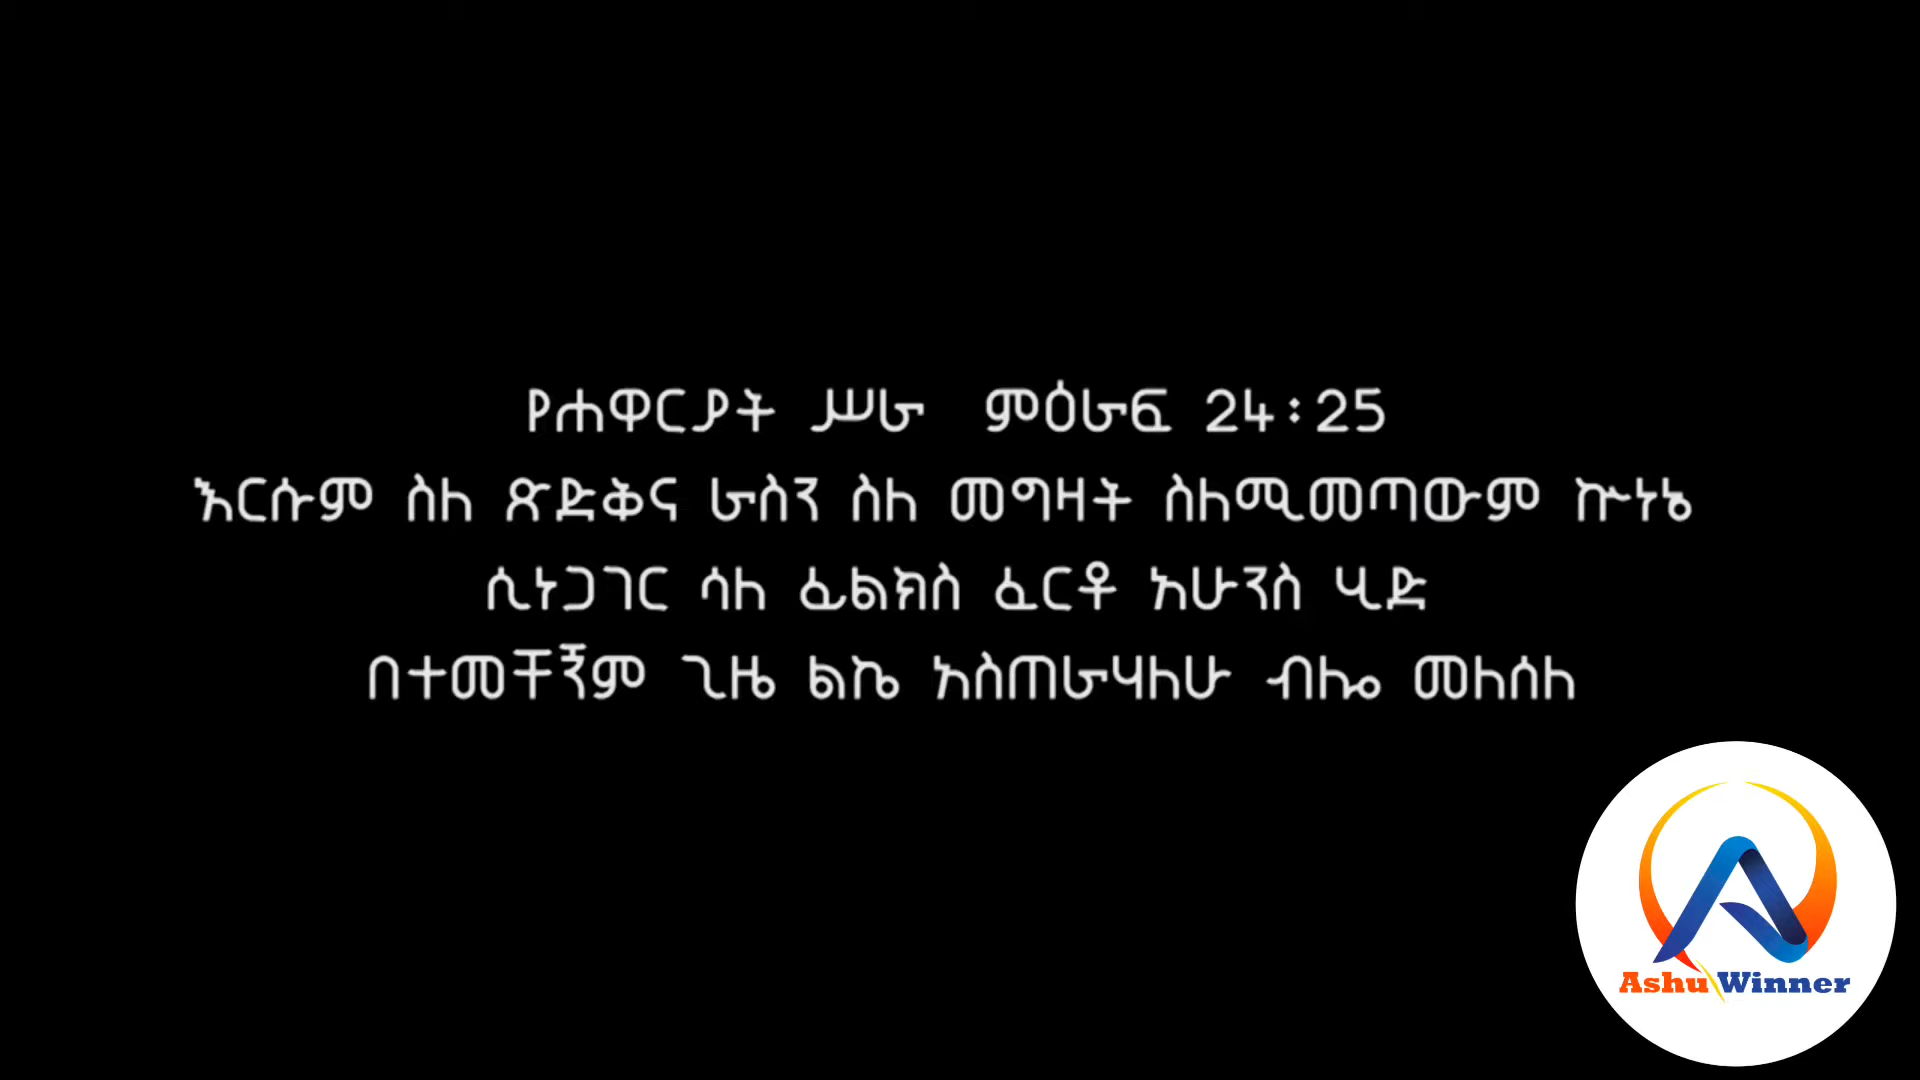 የሐዋርያት ሥራ ምዕራፍ 24፡25
እርሱም ስለ ጽድቅና ራስን ስለ መግዛት ስለሚመጣውም ኵነኔ
ሲነጋገር ሳለ ፊልክስ ፈርቶ አሁንስ ሂድ
በተመቸኝም ጊዜ ልኬ አስጠራሃለሁ ብሎ መለሰለ
Ashu Winner